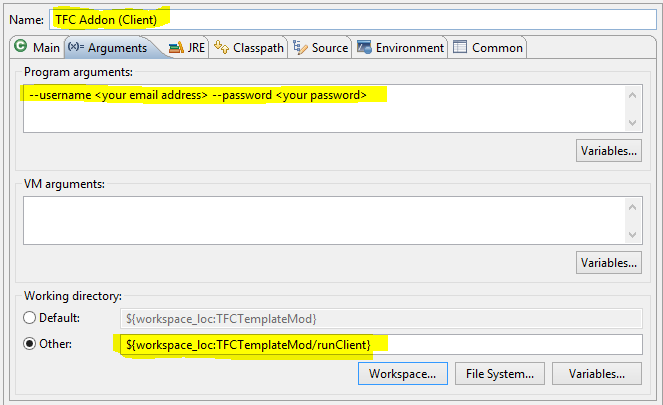 Name: TFC Addon (Client)
Main (x)= Arguments JRE Classpath Source Environment Common
Program arguments:
--username <your email address> --password <your password>
Variables...
VM arguments:
Variables...
Working directory:
Default: ${workspace_loc:TFCTemplateMod}
Other: ${workspace_loc:TFCTemplateMod/runClient}
Workspace... File System... Variables...